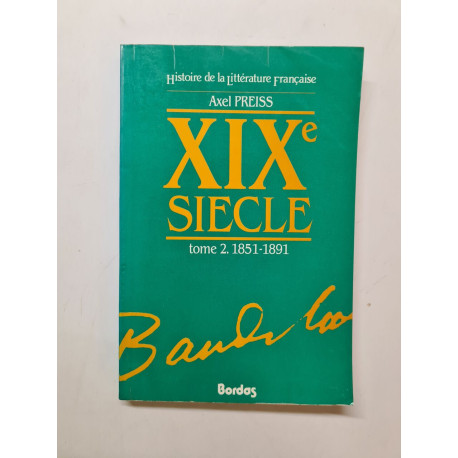 Histoire de la Littérature Française
Axel PREISS
XIXe
SIECLE
tome 2. 1851-1891
Bordas